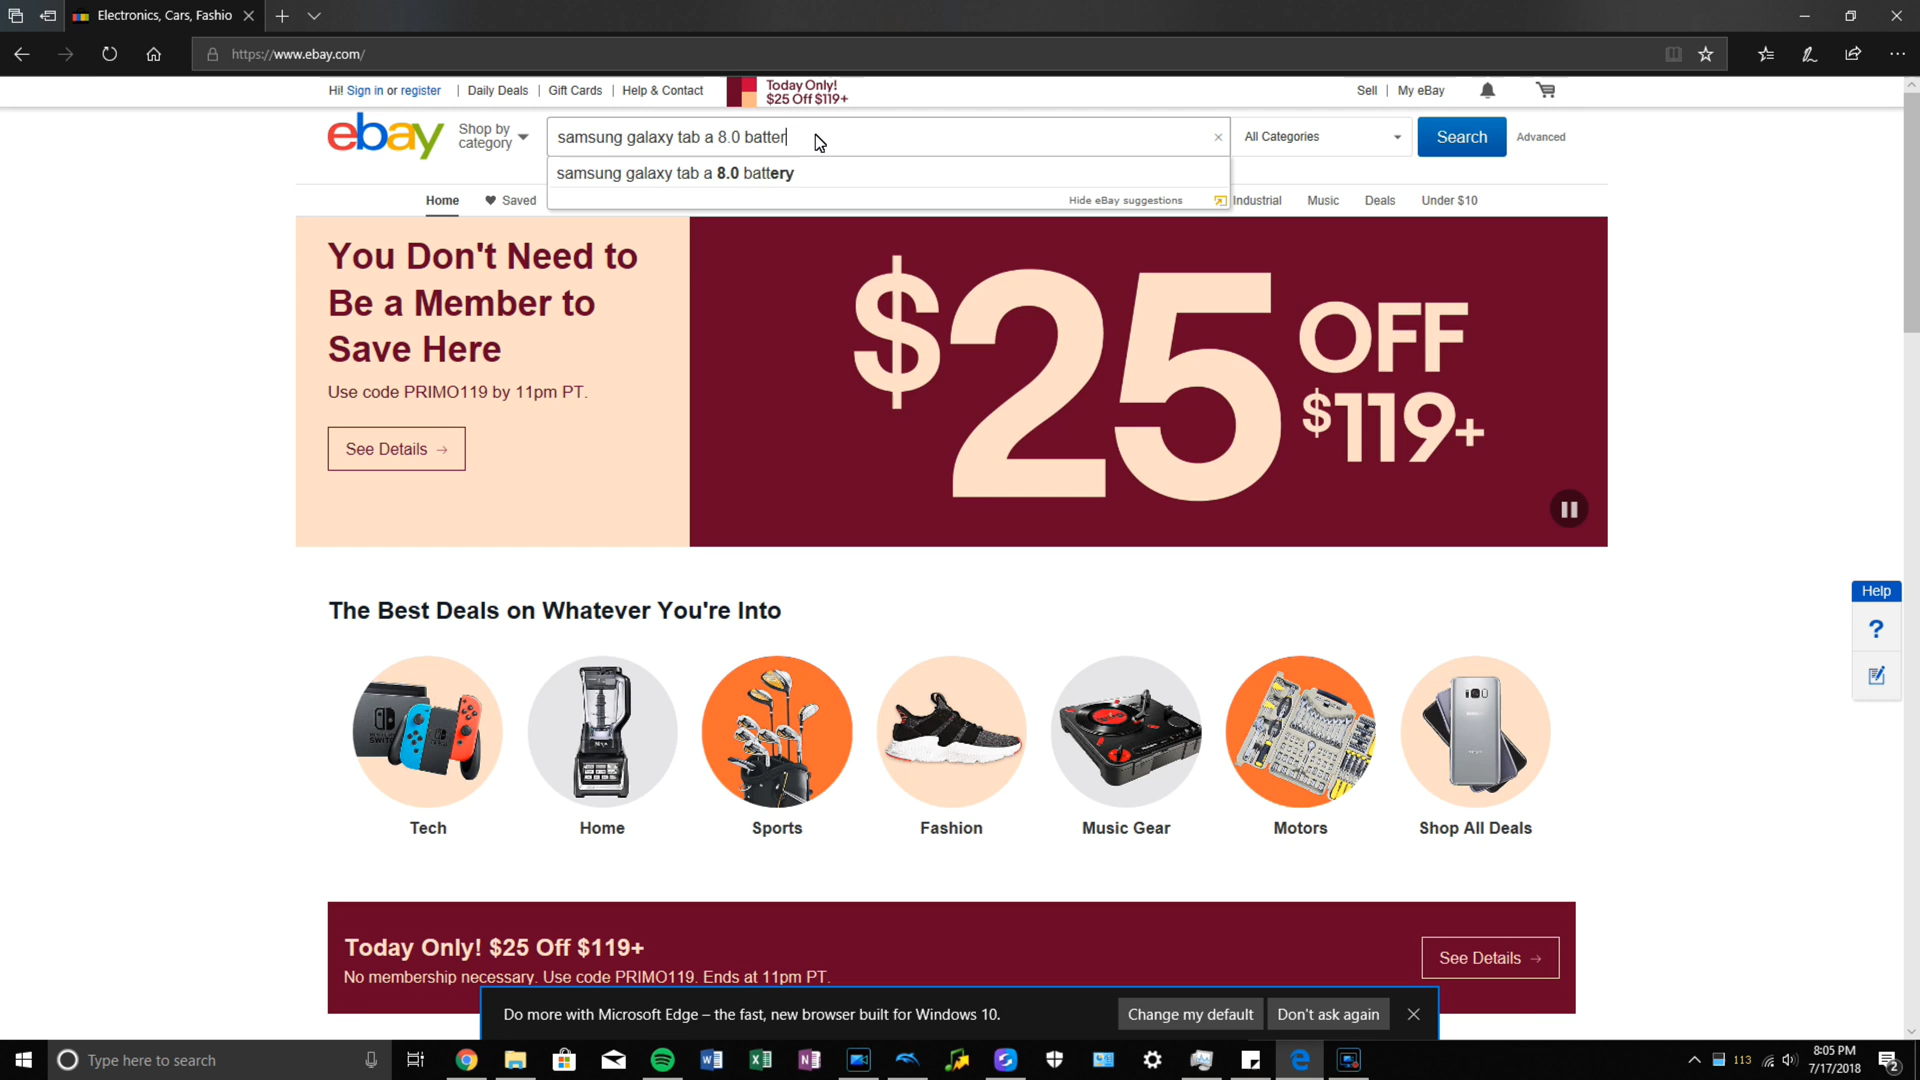 Electronics, Cars, Fashio
https://www.ebay.com/
Hi! Sign in or register
Daily Deals
Gift Cards
Help & Contact
Today Only!
$25 Off $119+
Sell
My eBay
ebay
Shop by
category
samsung galaxy tab a 8.0 batter
All Categories
Search
Advanced
samsung galaxy tab a 8.0 battery
Hide eBay suggestions
Home
Saved
Industrial
Music
Deals
Under $10
You Don't Need to
Be a Member to
Save Here
Use code PRIMO119 by 11pm PT.
See Details →
$25 OFF
$119+
Help
?
The Best Deals on Whatever You're Into
Tech
Home
Sports
Fashion
Music Gear
Motors
Shop All Deals
Today Only! $25 Off $119+
No membership necessary. Use code PRIMO119. Ends at 11pm PT.
See Details →
Do more with Microsoft Edge – the fast, new browser built for Windows 10.
Change my default
Don't ask again
Type here to search
113
8:05 PM
7/17/2018
2